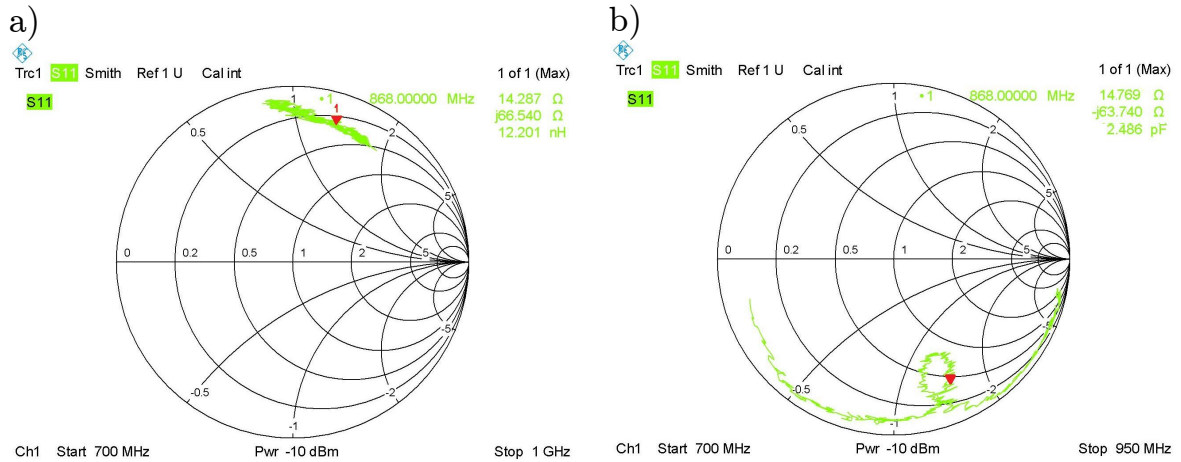 a)
Trc1 S11 Smith Ref 1 U Cal int 1 of 1 (Max)
S11
•1 868.00000 MHz 14.287 Ω
j66.540 Ω
12.201 nH
1
1
0.5
2
5
0 0.2 0.5 1 2 5
-5
-0.5
-2
-1
Ch1 Start 700 MHz Pwr -10 dBm Stop 1 GHz
b)
Trc1 S11 Smith Ref 1 U Cal int 1 of 1 (Max)
S11
•1 868.00000 MHz 14.769 Ω
-j63.740 Ω
2.486 pF
1
0.5
2
5
0 0.2 0.5 1 2 5
-5
-0.5
-2
-1
Ch1 Start 700 MHz Pwr -10 dBm Stop 950 MHz